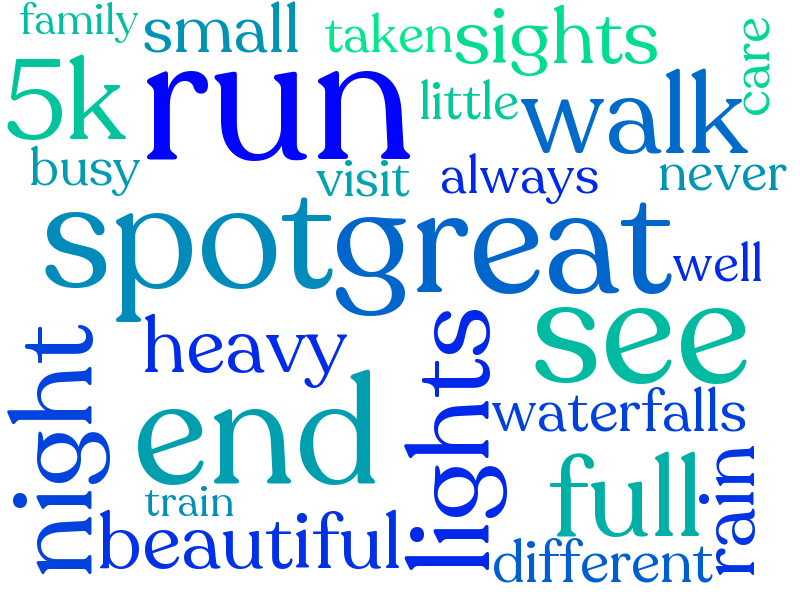 family small taken sights care
5k run little walk
busy visit always never
spot great well
night heavy lights see
end waterfalls
train full rain
beautiful different